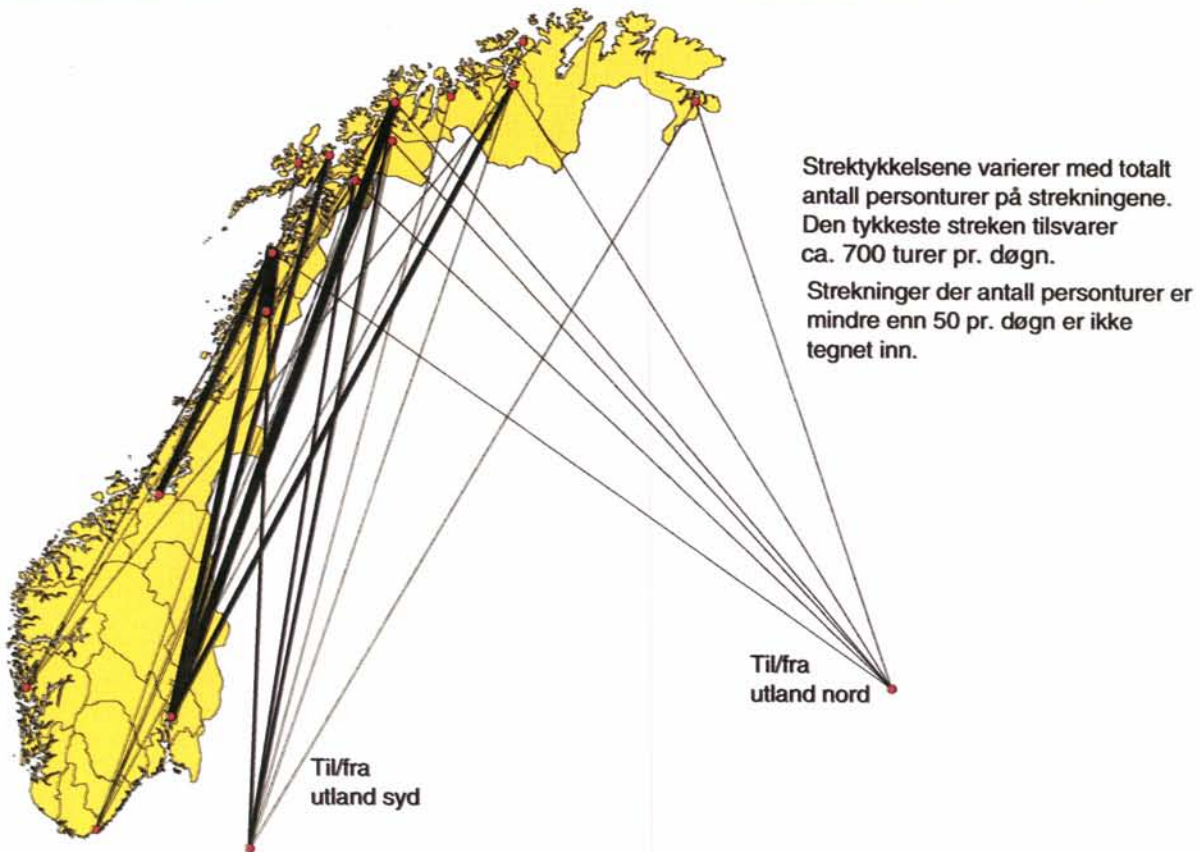 Strektykkelsene varierer med totalt
antall personturer på strekningene.
Den tykkeste streken tilsvarer
ca. 700 turer pr. døgn.
Strekninger der antall personturer er
mindre enn 50 pr. døgn er ikke
tegnet inn.
Til/fra
utland nord
Til/fra
utland syd